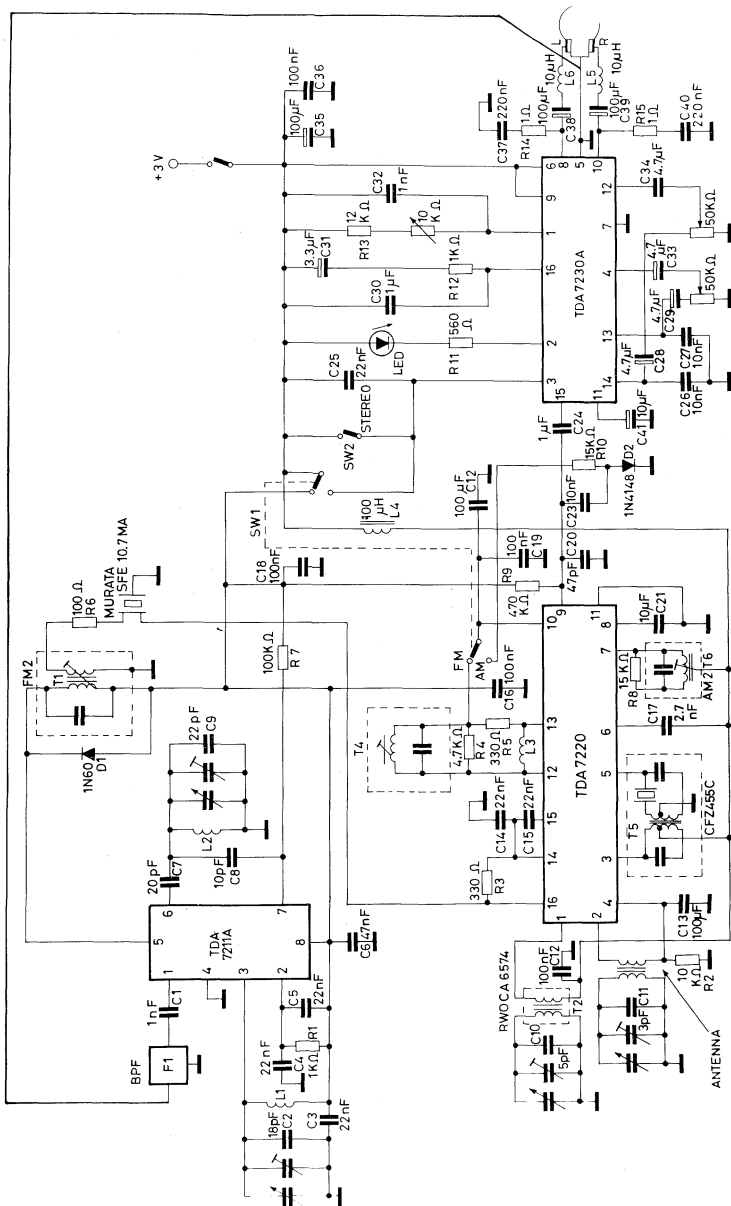 BPF
F1
1nF
C1
TDA
7211A
1
4
3
2
5
6
7
8
18pF
C2
L1
C3
22nF
22nF
C4
1KΩ
R1
C5
22nF
C6
47nF
20pF
C7
10pF
C8
L2
22pF
C9
1N60
D1
FM2
T1
100Ω
R6
MURATA
SFE 10.7 MA
100KΩ
R7
C18
100nF
SW1
100
µH
L4
SW2
STEREO
C25
22nF
LED
R11
560
Ω
C30
1µF
3.3µF
C31
R12
1KΩ
12
KΩ
R13
10
KΩ
C32
1nF
+3V
100µF
C35
100nF
C36
RWOCA 6574
C10
5pF
T2
100nF
C12
3pF
C11
10
KΩ
R2
ANTENNA
C13
100µF
330Ω
R3
C14
22nF
C15
22nF
T4
4.7KΩ
R4
330Ω
R5
L3
C16
100nF
FM
AM
TDA7220
1
2
4
3
5
6
7
8
11
16
14
15
12
13
10
9
T5
CFZ455C
C17
2.7
nF
R8
15KΩ
AM2
T6
10µF
C21
470
KΩ
R9
47pF
C20
100
nF
C19
100µF
C12
C23
10nF
15KΩ
R10
1N4148
D2
1µF
C24
TDA7230A
15
11
14
13
4
7
12
10
3
2
16
1
9
6
8
5
C41
10µF
C26
10nF
C27
10nF
4.7µF
C28
4.7µF
C29
4.7
µF
C33
50KΩ
C34
4.7µF
50KΩ
C37
220nF
R14
1Ω
100µF
C38
10µH
L6
100µF
C39
L5
10µH
R15
1Ω
C40
220nF
L
R